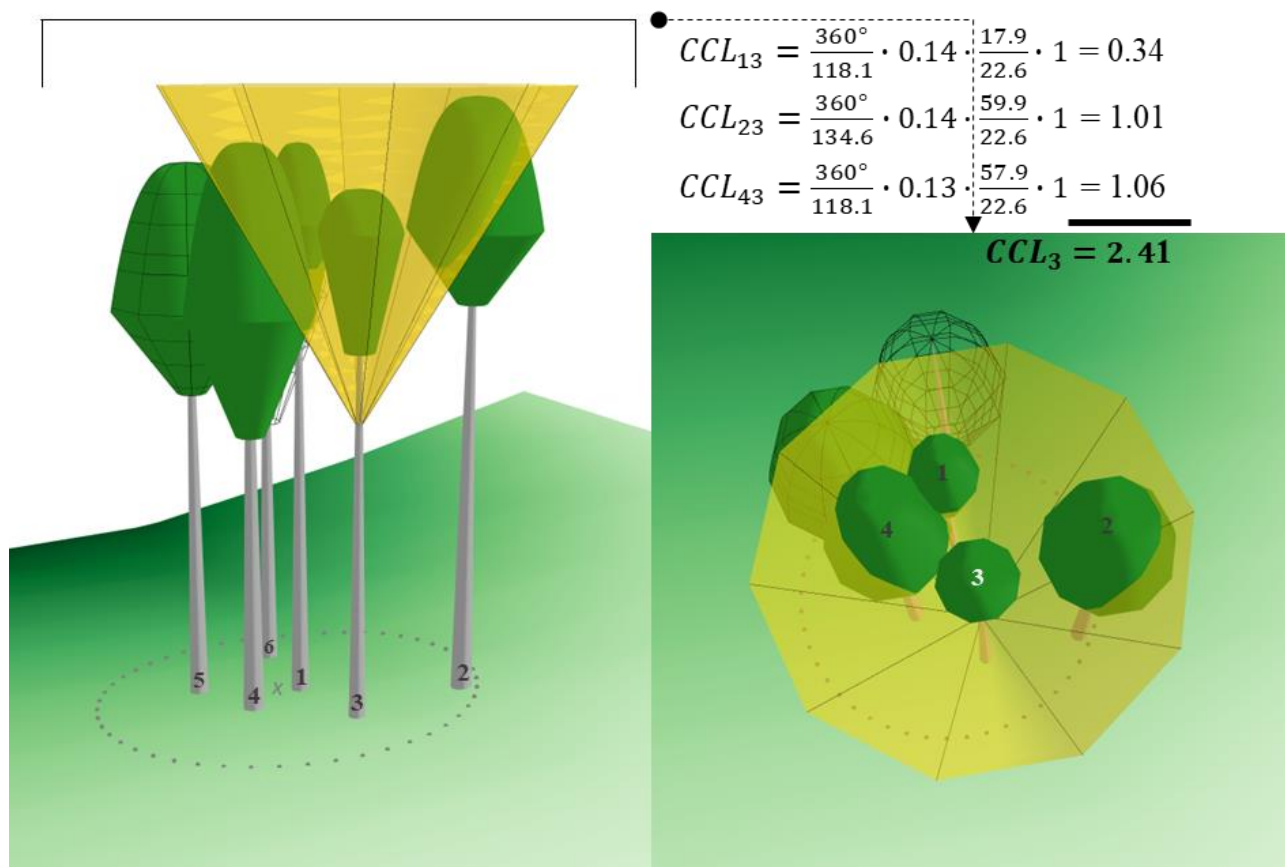 CCL₁₃ = 360°/118.1 · 0.14 · 17.9/22.6 · 1 = 0.34
CCL₂₃ = 360°/134.6 · 0.14 · 59.9/22.6 · 1 = 1.01
CCL₄₃ = 360°/118.1 · 0.13 · 57.9/22.6 · 1 = 1.06
CCL₃ = 2.41
1
4
2
3
6
5 4 x 1 3 2